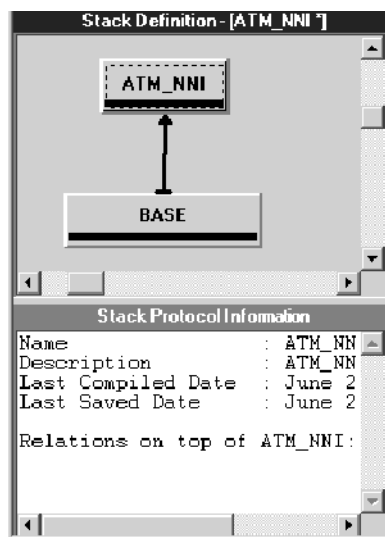 Stack Definition - [ATM_NNI *]
ATM_NNI
BASE
Stack Protocol Information
Name : ATM_NN
Description : ATM_NN
Last Compiled Date : June 2
Last Saved Date : June 2
Relations on top of ATM_NNI: